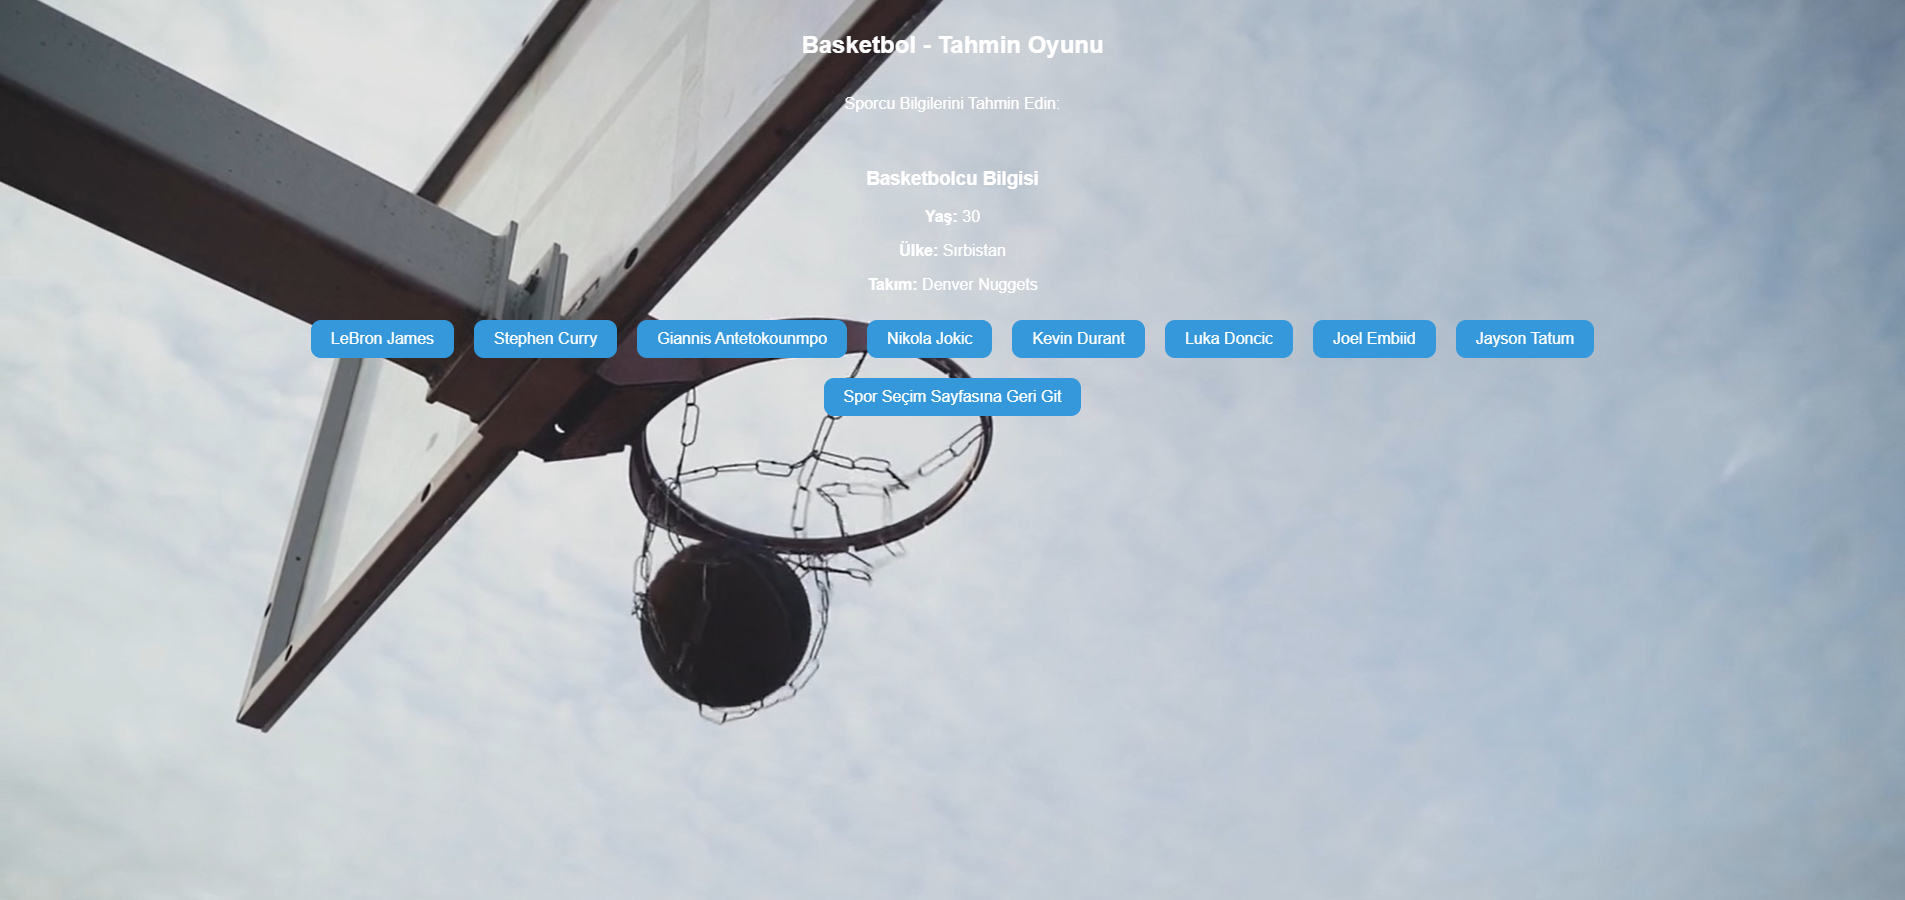 Basketbol - Tahmin Oyunu
Sporcu Bilgilerini Tahmin Edin:
Basketbolcu Bilgisi
Yaş: 30
Ülke: Sırbistan
Takım: Denver Nuggets
LeBron James Stephen Curry Giannis Antetokounmpo Nikola Jokic Kevin Durant Luka Doncic Joel Embiid Jayson Tatum
Spor Seçim Sayfasına Geri Git